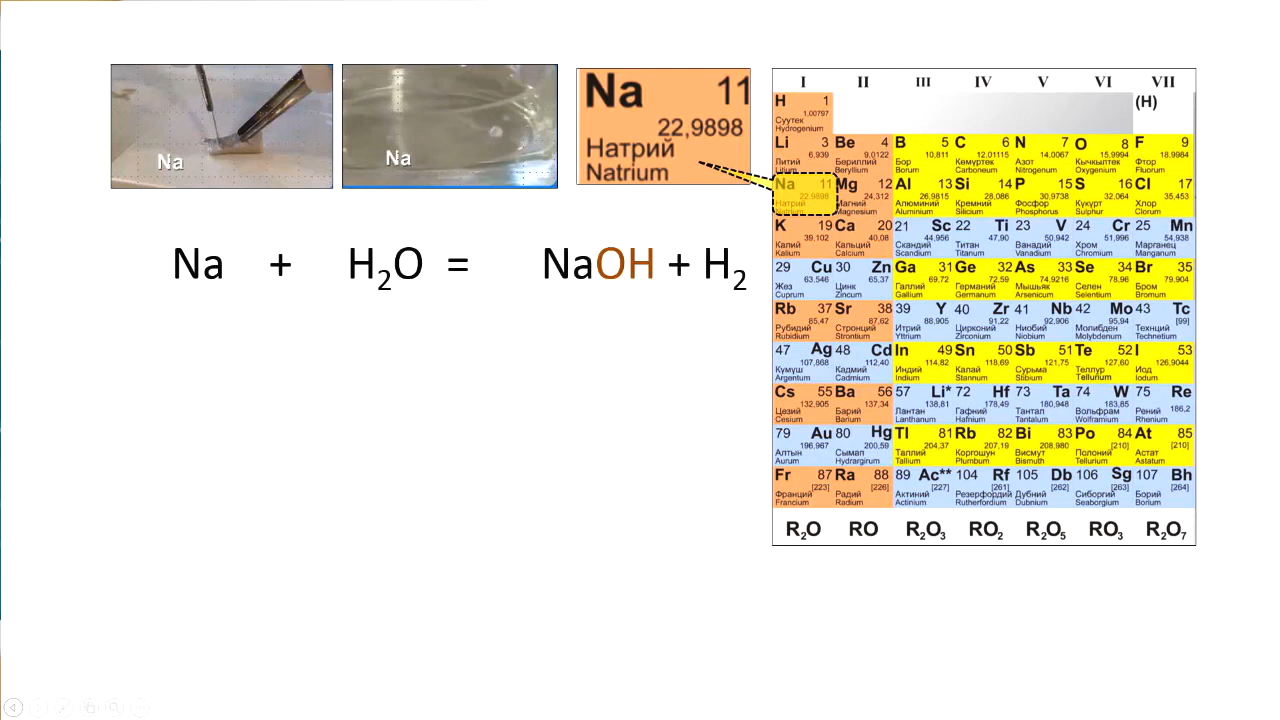 Na
Na
Na 11
22,9898
Натрий
Natrium
Na + H₂O = NaOH + H₂
I II III IV V VI VII
H 1 (H)
1,00797
Суутек
Hydrogenium
Li 3 Be 4 B 5 C 6 N 7 O 8 F 9
6,939 9,0122 10,811 12,01115 14,0067 15,9994 18,9984
Литий Бериллий Бор Көмүртек Азот Кычкылтек Фтор
Litium Beryllium Borum Carboneum Nitrogenum Oxygenium Fluorum
Na 11 Mg 12 Al 13 Si 14 P 15 S 16 Cl 17
22,9898 24,312 26,9815 28,086 30,9738 32,064 35,453
Натрий Магний Алюминий Кремний Фосфор Күкүрт Хлор
Natrium Magnesium Aluminium Silicium Phosphorus Sulphur Clorum
K 19 Ca 20 21 Sc 22 Ti 23 V 24 Cr 25 Mn
39,102 40,08 44,956 47,90 50,942 51,996 54,938
Калий Кальций Скандий Титан Ванадий Хром Марганец
Kalium Calcium Scandium Titanium Vanadium Chromium Manganum
29 Cu 30 Zn Ga 31 Ge 32 As 33 Se 34 Br 35
63,546 65,37 69,72 72,59 74,9216 78,96 79,904
Жез Цинк Галлий Германий Мышьяк Селен Бром
Cuprum Zincum Gallium Germanium Arsenicum Selentium Bromum
Rb 37 Sr 38 39 Y 40 Zr 41 Nb 42 Mo 43 Tc
85,47 87,62 88,905 91,22 92,906 95,94 [99]
Рубидий Стронций Итрий Цирконий Ниобий Молибден Технций
Rubidium Strontium Yttrium Zirconium Niobium Molybdenum Technetium
47 Ag 48 Cd In 49 Sn 50 Sb 51 Te 52 I 53
107,868 112,40 114,82 118,69 121,75 127,60 126,9044
Күмүш Кадмий Индий Калай Сурьма Теллур Иод
Argentum Cadmium Indium Stannum Stibium Tellurium Iodum
Cs 55 Ba 56 57 Li* 72 Hf 73 Ta 74 W 75 Re
132,905 137,34 138,81 178,49 180,948 183,85 186,2
Цезий Барий Лантан Гафний Тантал Вольфрам Рений
Cesium Barium Lanthanum Hafnium Tantalum Wolframium Rhenium
79 Au 80 Hg Tl 81 Rb 82 Bi 83 Po 84 At 85
196,967 200,59 204,37 207,19 208,980 [210] [210]
Алтын Сымап Таллий Коргошун Висмут Полоний Астат
Aurum Hydrargirum Tallium Plumbum Bismuth Tellurium Astatum
Fr 87 Ra 88 89 Ac** 104 Rf 105 Db 106 Sg 107 Bh
[223] [226] [227] [261] [262] [263] [264]
Франций Радий Актиний Резерфордий Дубний Сиборгий Борий
Francium Radium Actinium Rutherfordium Dubnium Seaborgium Borium
R₂O RO R₂O₃ RO₂ R₂O₅ RO₃ R₂O₇